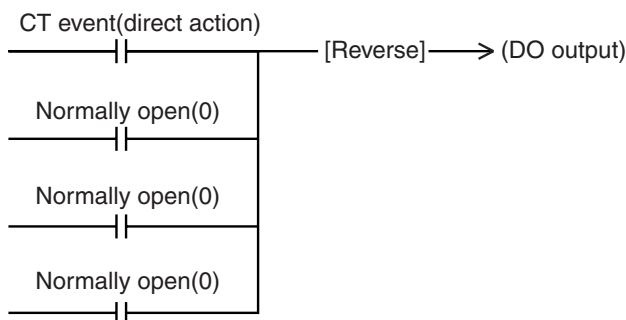 CT event(direct action)
[Reverse] (DO output)
Normally open(0)
Normally open(0)
Normally open(0)